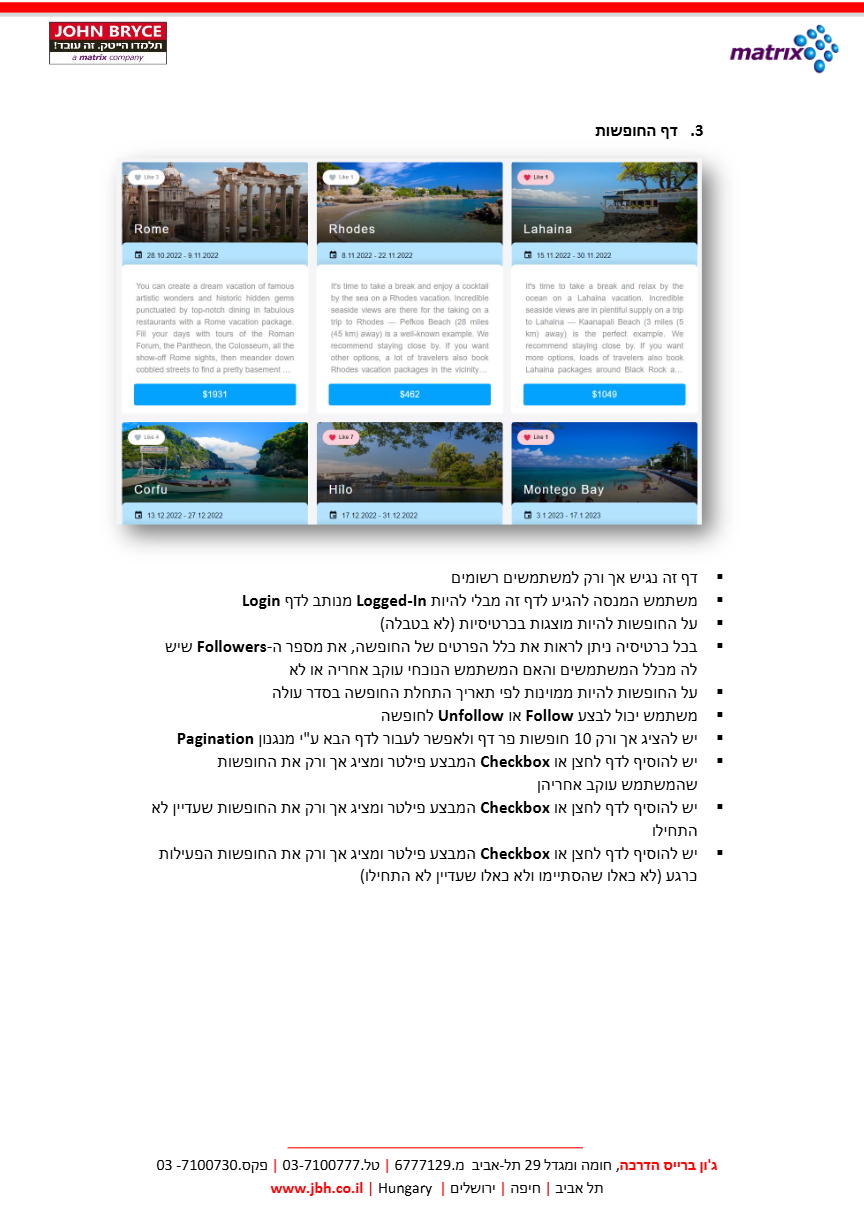 JOHN BRYCE
תלמדו הייטק. זה עובד!
a matrix company
matrix
3. דף החופשות
Like 3
Rome
28.10.2022 - 9.11.2022
You can create a dream vacation of famous
artistic wonders and historic hidden gems
punctuated by top-notch dining in fabulous
restaurants with a Rome vacation package.
Fill your days with tours of the Roman
Forum, the Pantheon, the Colosseum, all the
show-off Rome sights, then meander down
cobbled streets to find a pretty basement ...
$1931
Like 1
Rhodes
8.11.2022 - 22.11.2022
It's time to take a break and enjoy a cocktail
by the sea on a Rhodes vacation. Incredible
seaside views are there for the taking on a
trip to Rhodes — Pefkos Beach (28 miles
(45 km) away) is a well-known example. We
recommend staying close by. If you want
other options, a lot of travelers also book
Rhodes vacation packages in the vicinity...
$462
Like 1
Lahaina
15.11.2022 - 30.11.2022
It's time to take a break and relax by the
ocean on a Lahaina vacation. Incredible
seaside views are in plentiful supply on a trip
to Lahaina — Kaanapali Beach (3 miles (5
km) away) is the perfect example. We
recommend staying close by. If you want
more options, loads of travelers also book
Lahaina packages around Black Rock a...
$1049
Like 4
Corfu
13.12.2022 - 27.12.2022
Like 7
Hilo
17.12.2022 - 31.12.2022
Like 1
Montego Bay
3.1.2023 - 17.1.2023
▪ דף זה נגיש אך ורק למשתמשים רשומים
▪ משתמש המנסה להגיע לדף זה מבלי להיות Logged-In מנותב לדף Login
▪ על החופשות להיות מוצגות בכרטיסיות (לא בטבלה)
▪ בכל כרטיסיה ניתן לראות את כלל הפרטים של החופשה, את מספר ה-Followers שיש
לה מכלל המשתמשים והאם המשתמש הנוכחי עוקב אחריה או לא
▪ על החופשות להיות ממוינות לפי תאריך התחלת החופשה בסדר עולה
▪ משתמש יכול לבצע Follow או Unfollow לחופשה
▪ יש להציג אך ורק 10 חופשות פר דף ולאפשר לעבור לדף הבא ע"י מנגנון Pagination
▪ יש להוסיף לדף לחצן או Checkbox המבצע פילטר ומציג אך ורק את החופשות
שהמשתמש עוקב אחריהן
▪ יש להוסיף לדף לחצן או Checkbox המבצע פילטר ומציג אך ורק את החופשות שעדיין לא
התחילו
▪ יש להוסיף לדף לחצן או Checkbox המבצע פילטר ומציג אך ורק את החופשות הפעילות
כרגע (לא כאלו שהסתיימו ולא כאלו שעדיין לא התחילו)
ג'ון ברייס הדרכה, חומה ומגדל 29 תל-אביב מ.6777129 | טל.03-7100777 | פקס.7100730- 03
תל אביב | חיפה | ירושלים | Hungary | www.jbh.co.il